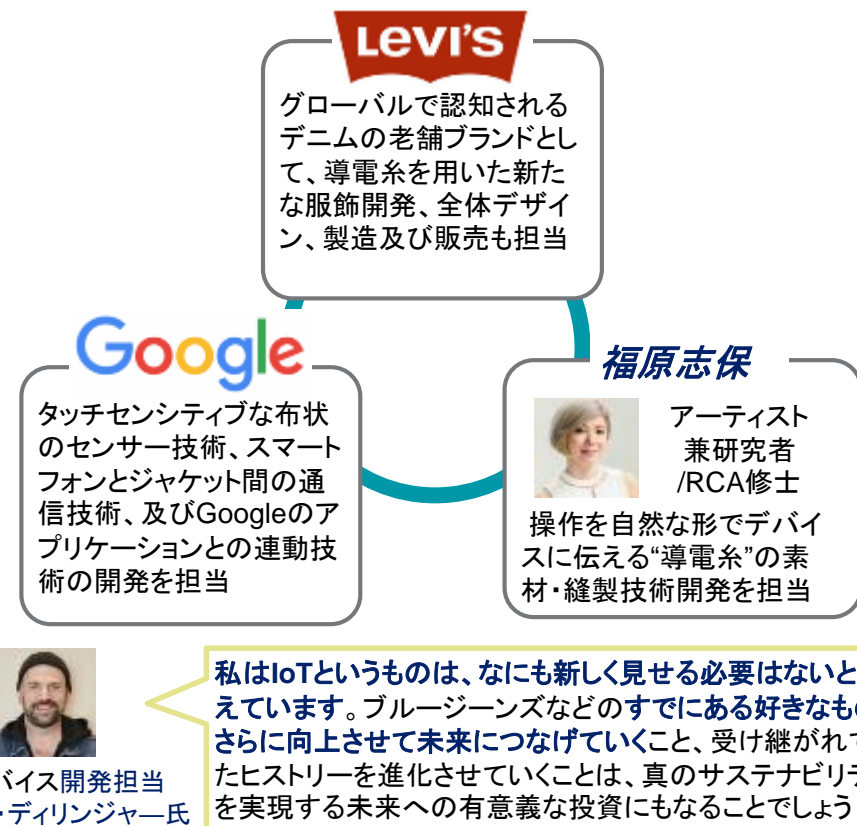 LEVI'S
グローバルで認知される
デニムの老舗ブランドとし
て、導電糸を用いた新た
な服飾開発、全体デザイ
ン、製造及び販売も担当
Google
タッチセンシティブな布状
のセンサー技術、スマート
フォンとジャケット間の通
信技術、及びGoogleのア
プリケーションとの連動技
術の開発を担当
福原志保
アーティスト
兼研究者
/RCA修士
操作を自然な形でデバイ
スに伝える“導電糸”の素
材・縫製技術開発を担当
バイス開発担当
・ディリンジャ―氏
私はIoTというものは、なにも新しく見せる必要はないと
えています。ブルージーンズなどのすでにある好きなもの
さらに向上させて未来につなげていくこと、受け継がれて
たヒストリーを進化させていくことは、真のサステナビリテ
を実現する未来への有意義な投資にもなることでしょう